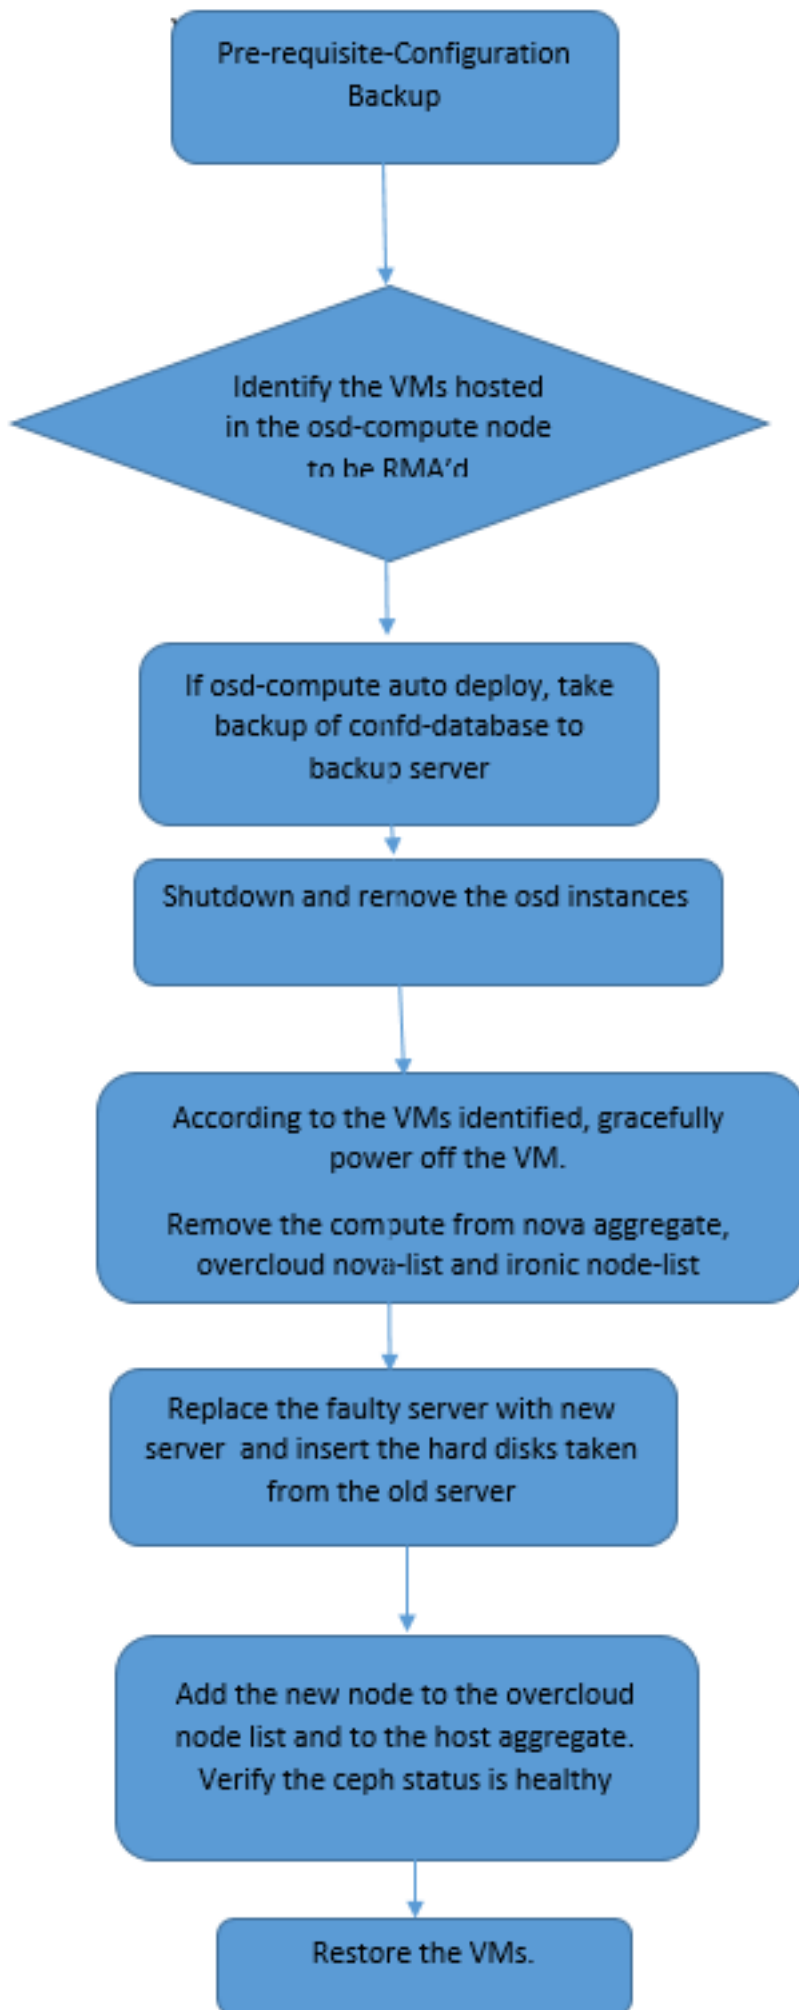 Pre-requisite-Configuration
Backup
Identify the VMs hosted
in the osd-compute node
to be RMA'd
If osd-compute auto deploy, take
backup of confd-database to
backup server
Shutdown and remove the osd instances
According to the VMs identified, gracefully
power off the VM.
Remove the compute from nova aggregate,
overcloud nova-list and ironic node-list
Replace the faulty server with new
server and insert the hard disks taken
from the old server
Add the new node to the overcloud
node list and to the host aggregate.
Verify the ceph status is healthy
Restore the VMs.